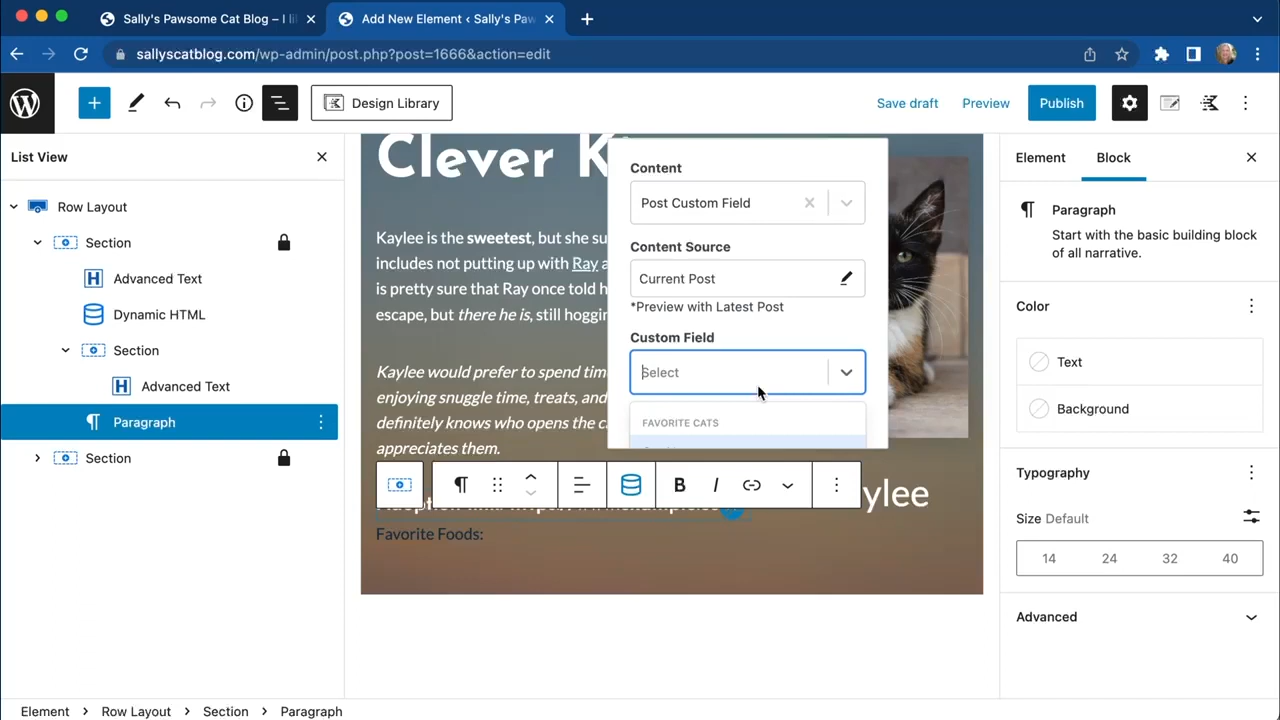 Sally's Pawsome Cat Blog – I li
Add New Element ‹ Sally's Paw
sallyscatblog.com/wp-admin/post.php?post=1666&action=edit
Design Library
Save draft
Preview
Publish
List View
Row Layout
Section
Advanced Text
Dynamic HTML
Section
Advanced Text
Paragraph
Section
Clever K
Kaylee is the sweetest, but she su
includes not putting up with Ray a
is pretty sure that Ray once told h
escape, but there he is, still hoggin
Kaylee would prefer to spend time
enjoying snuggle time, treats, and
definitely knows who opens the c
appreciates them.
Content
Post Custom Field
Content Source
Current Post
*Preview with Latest Post
Custom Field
Select
FAVORITE CATS
B I
ylee
Favorite Foods:
Element
Block
Paragraph
Start with the basic building block
of all narrative.
Color
Text
Background
Typography
Size Default
14 24 32 40
Advanced
Element > Row Layout > Section > Paragraph